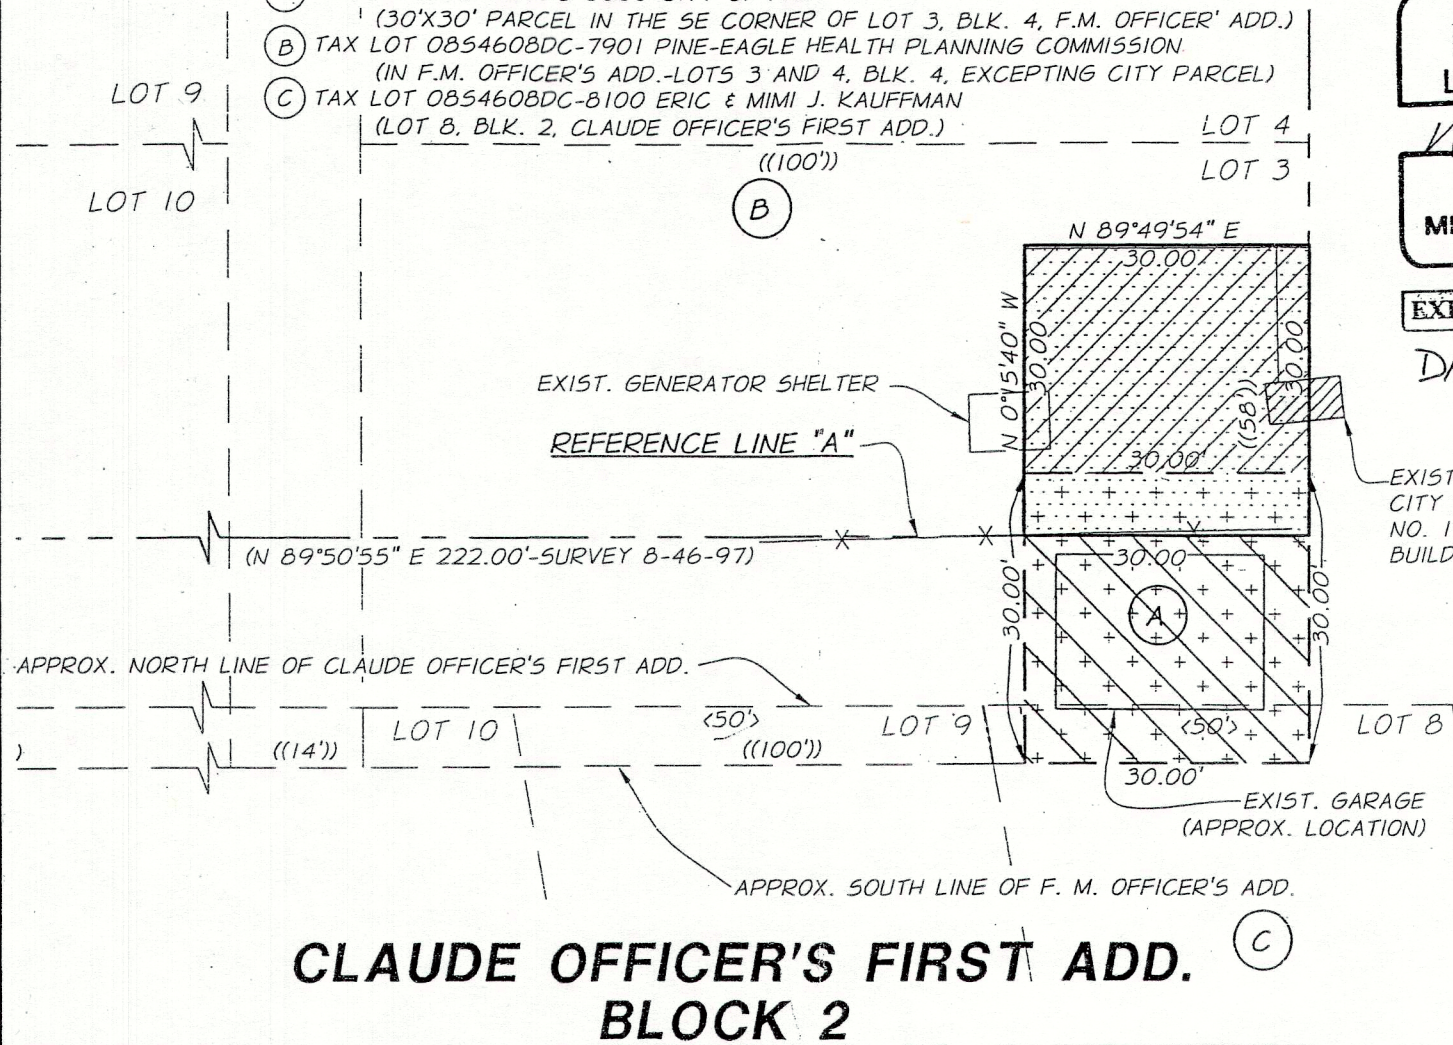 (30'X30' PARCEL IN THE SE CORNER OF LOT 3, BLK. 4, F.M. OFFICER' ADD.)
B TAX LOT 08S4608DC-7901 PINE-EAGLE HEALTH PLANNING COMMISSION
(IN F.M. OFFICER'S ADD.-LOTS 3 AND 4, BLK. 4, EXCEPTING CITY PARCEL)
LOT 9
C TAX LOT 08S4608DC-8100 ERIC & MIMI J. KAUFFMAN
(LOT 8, BLK. 2, CLAUDE OFFICER'S FIRST ADD.)
LOT 4
((100'))
LOT 3
LOT 10
B
N 89°49'54" E
30.00
N 0°15'40" W
30.00
30.00
EXIST. GENERATOR SHELTER
((58'))
REFERENCE LINE "A"
30.00'
EXIST
CITY
NO. 1
BUILD
(N 89°50'55" E 222.00'-SURVEY 8-46-97)
30.00
30.00'
A
30.00'
APPROX. NORTH LINE OF CLAUDE OFFICER'S FIRST ADD.
LOT 10
<50'>
LOT 9
<50'>
LOT 8
((14'))
((100'))
30.00'
EXIST. GARAGE
(APPROX. LOCATION)
APPROX. SOUTH LINE OF F. M. OFFICER'S ADD.
C
CLAUDE OFFICER'S FIRST ADD.
BLOCK 2